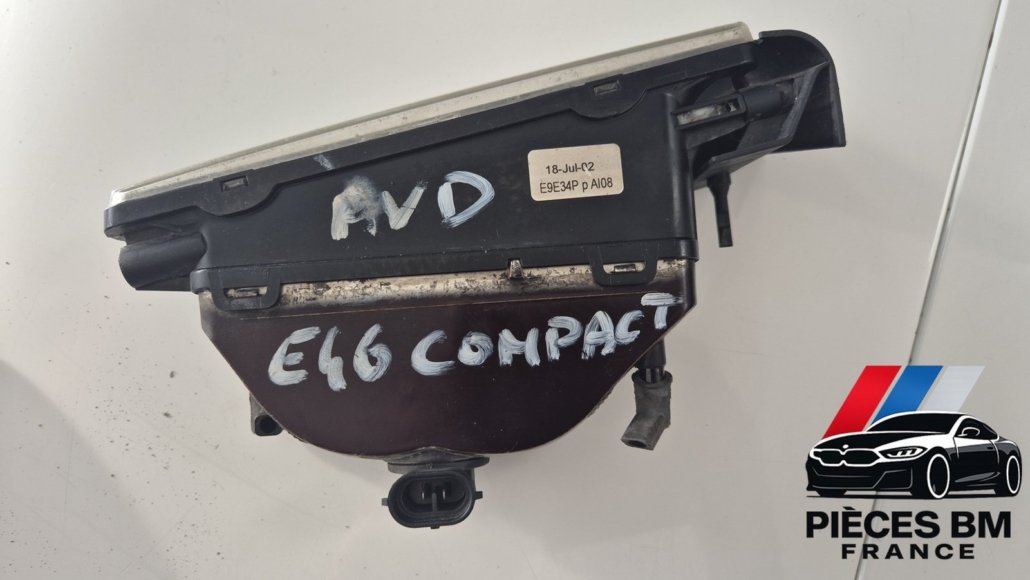 18-Jul-02
E9E34P p AI08
AVD
E46 COMPACT
PIÈCES BM
FRANCE